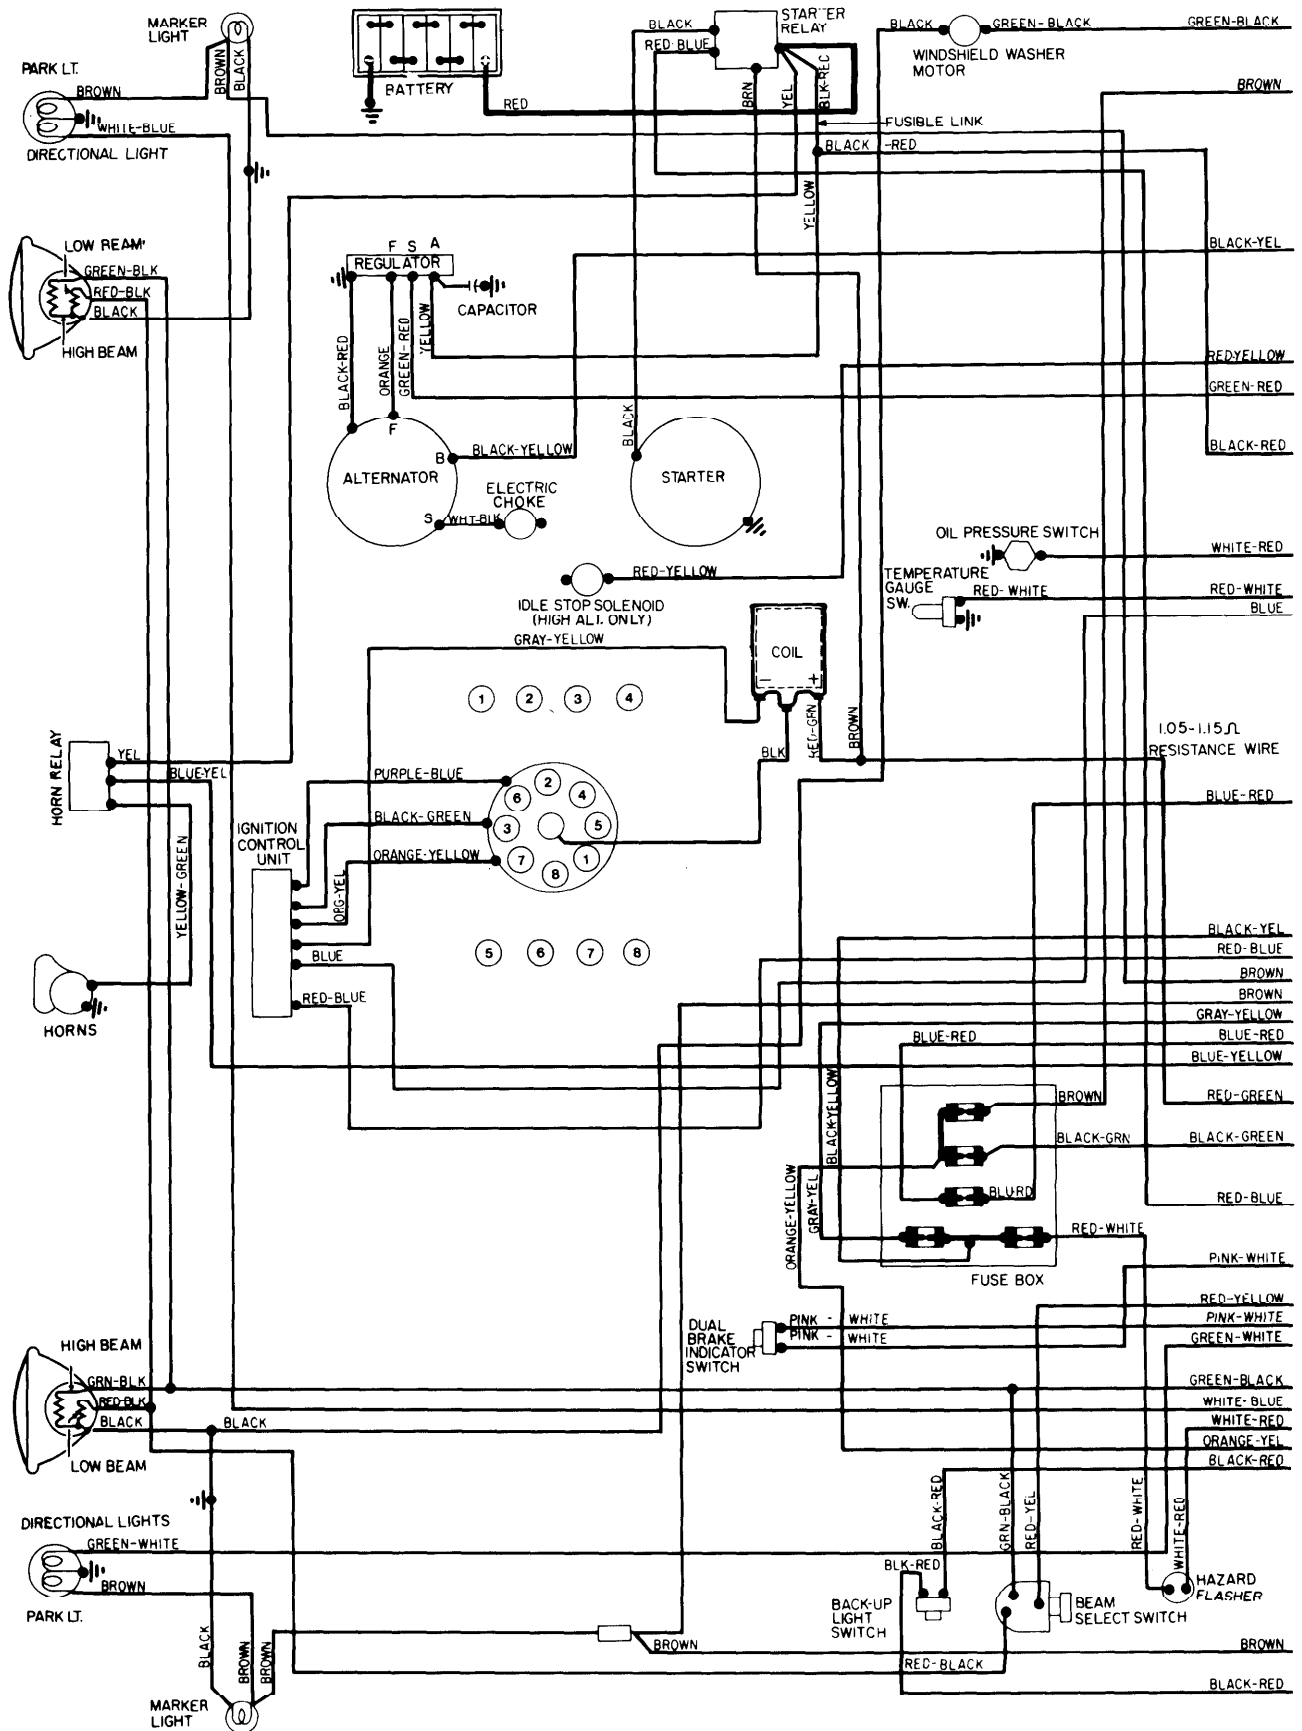 MARKER
LIGHT
PARK LT.
BROWN
BROWN
BLACK
WHITE-BLUE
DIRECTIONAL LIGHT
BATTERY
RED
BLACK
RED-BLUE
STARTER
RELAY
BRN
YEL
BLK-RED
FUSIBLE LINK
BLACK-RED
YELLOW
BLACK
GREEN-BLACK
GREEN-BLACK
WINDSHIELD WASHER
MOTOR
BROWN
BLACK-YEL
LOW BEAM
GREEN-BLK
RED-BLK
BLACK
HIGH BEAM
F S A
REGULATOR
CAPACITOR
BLACK-RED
ORANGE
GREEN-RED
YELLOW
RED-YELLOW
GREEN-RED
BLACK-RED
F
B
BLACK-YELLOW
ALTERNATOR
S
WHT-BLK
ELECTRIC
CHOKE
BLACK
STARTER
OIL PRESSURE SWITCH
WHITE-RED
TEMPERATURE
GAUGE
SW.
RED-WHITE
RED-WHITE
BLUE
RED-YELLOW
IDLE STOP SOLENOID
(HIGH ALT. ONLY)
GRAY-YELLOW
COIL
- +
BLK
RED-GRN
BROWN
1.05-1.15Ω
RESISTANCE WIRE
BLUE-RED
1 2 3 4
HORN RELAY
YEL
BLUE-YEL
YELLOW-GREEN
HORNS
IGNITION
CONTROL
UNIT
PURPLE-BLUE
BLACK-GREEN
ORANGE-YELLOW
ORG-YEL
BLUE
RED-BLUE
2
6 4
3 5
7 1
8
5 6 7 8
BLACK-YEL
RED-BLUE
BROWN
BROWN
GRAY-YELLOW
BLUE-RED
BLUE-RED
BLUE-YELLOW
RED-GREEN
BLACK-GREEN
RED-BLUE
BLACK-YELLOW
ORANGE-YELLOW
GRAY-YEL
BROWN
BLACK-GRN
BLU-RD
RED-WHITE
FUSE BOX
PINK-WHITE
RED-YELLOW
PINK-WHITE
GREEN-WHITE
DUAL
BRAKE
INDICATOR
SWITCH
PINK - WHITE
PINK - WHITE
HIGH BEAM
GRN-BLK
RED-BLK
BLACK
BLACK
LOW BEAM
GREEN-BLACK
WHITE-BLUE
WHITE-RED
ORANGE-YEL
BLACK-RED
DIRECTIONAL LIGHTS
GREEN-WHITE
BROWN
PARK LT.
BLACK
BROWN
BROWN
MARKER
LIGHT
BLACK-RED
BLK-RED
GRN-BLACK
RED-YEL
RED-WHITE
WHITE-RED
BACK-UP
LIGHT
SWITCH
BEAM
SELECT SWITCH
HAZARD
FLASHER
BROWN
RED-BLACK
BROWN
BLACK-RED